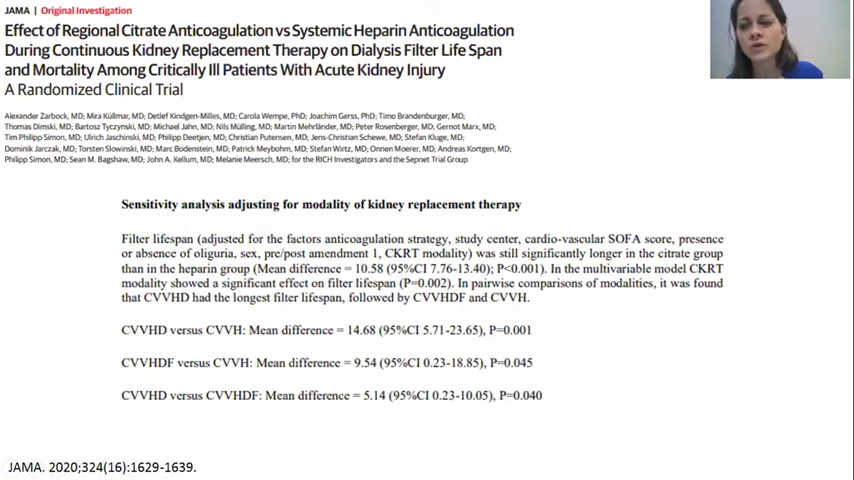 JAMA | Original Investigation
Effect of Regional Citrate Anticoagulation vs Systemic Heparin Anticoagulation
During Continuous Kidney Replacement Therapy on Dialysis Filter Life Span
and Mortality Among Critically Ill Patients With Acute Kidney Injury
A Randomized Clinical Trial
Alexander Zarbock, MD; Mira Küllmar, MD; Detlef Kindgen-Milles, MD; Carola Wempe, PhD; Joachim Gerss, PhD; Timo Brandenburger, MD;
Thomas Dimski, MD; Bartosz Tyczynski, MD; Michael Jahn, MD; Nils Mülling, MD; Martin Mehrländer, MD; Peter Rosenberger, MD; Gernot Marx, MD;
Tim Philipp Simon, MD; Ulrich Jaschinski, MD; Philipp Deetjen, MD; Christian Putensen, MD; Jens-Christian Schewe, MD; Stefan Kluge, MD;
Dominik Jarczak, MD; Torsten Slowinski, MD; Marc Bodenstein, MD; Patrick Meybohm, MD; Stefan Wirtz, MD; Onnen Moerer, MD; Andreas Kortgen, MD;
Philipp Simon, MD; Sean M. Bagshaw, MD; John A. Kellum, MD; Melanie Meersch, MD; for the RICH Investigators and the Sepnet Trial Group
Sensitivity analysis adjusting for modality of kidney replacement therapy
Filter lifespan (adjusted for the factors anticoagulation strategy, study center, cardio-vascular SOFA score, presence
or absence of oliguria, sex, pre/post amendment 1, CKRT modality) was still significantly longer in the citrate group
than in the heparin group (Mean difference = 10.58 (95%CI 7.76-13.40); P<0.001). In the multivariable model CKRT
modality showed a significant effect on filter lifespan (P=0.002). In pairwise comparisons of modalities, it was found
that CVVHD had the longest filter lifespan, followed by CVVHDF and CVVH.
CVVHD versus CVVH: Mean difference = 14.68 (95%CI 5.71-23.65), P=0.001
CVVHDF versus CVVH: Mean difference = 9.54 (95%CI 0.23-18.85), P=0.045
CVVHD versus CVVHDF: Mean difference = 5.14 (95%CI 0.23-10.05), P=0.040
JAMA. 2020;324(16):1629-1639.